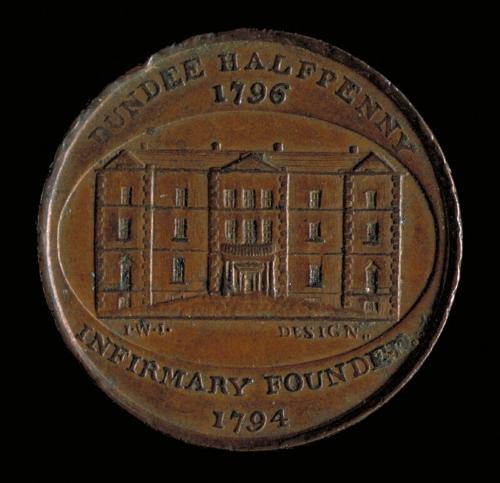 DUNDEE HALFPENNY
1796
I·W·I· DESIGN,,
INFIRMARY FOUNDED
1794